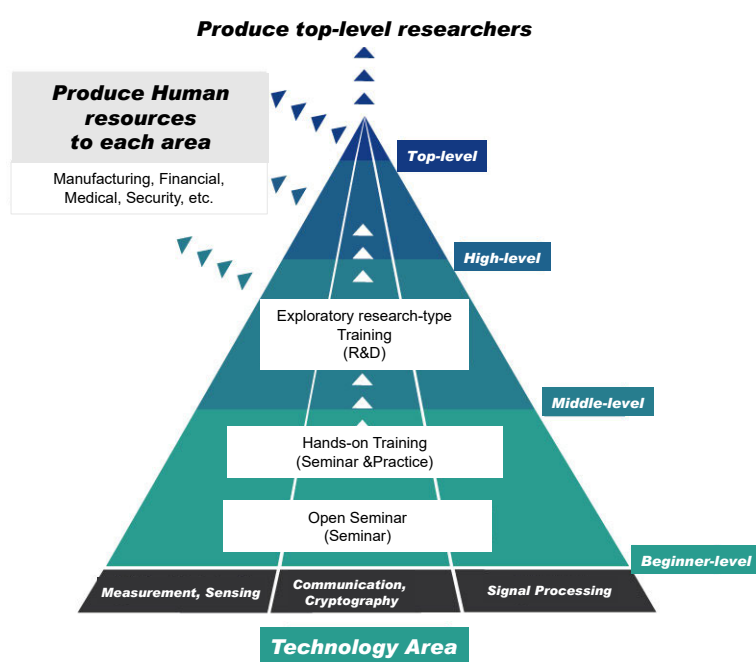 Produce top-level researchers
Produce Human
resources
to each area
Manufacturing, Financial,
Medical, Security, etc.
Top-level
High-level
Exploratory research-type
Training
(R&D)
Middle-level
Hands-on Training
(Seminar &Practice)
Open Seminar
(Seminar)
Beginner-level
Measurement, Sensing
Communication,
Cryptography
Signal Processing
Technology Area